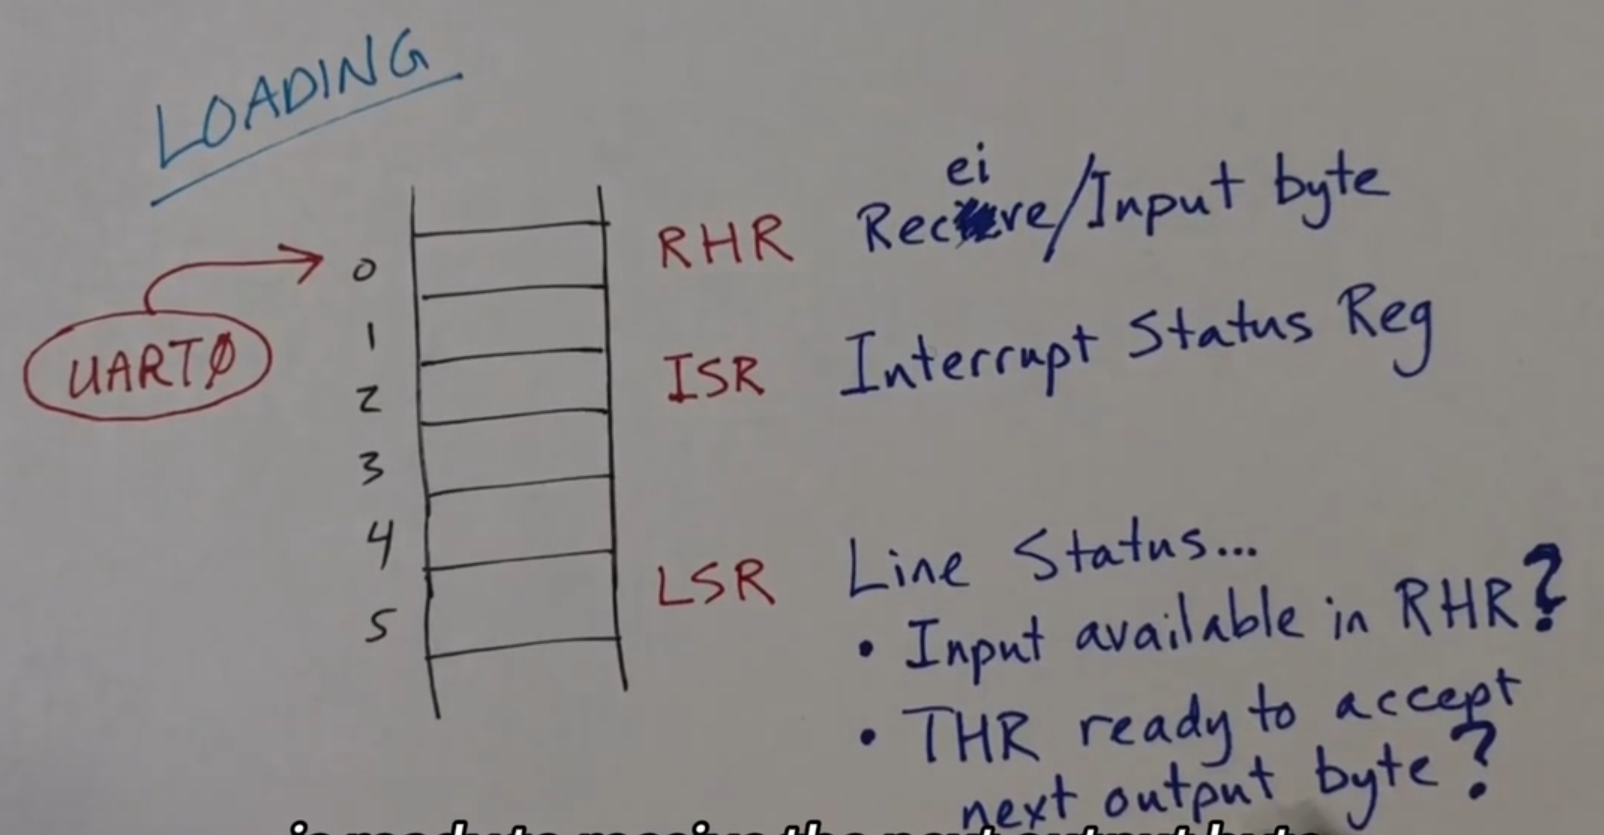 LOADING
ei
RHR Receive/Input byte
0
UARTØ
1
ISR Interrupt Status Reg
2
3
4
LSR Line Status...
5
• Input available in RHR?
• THR ready to accept
next output byte?